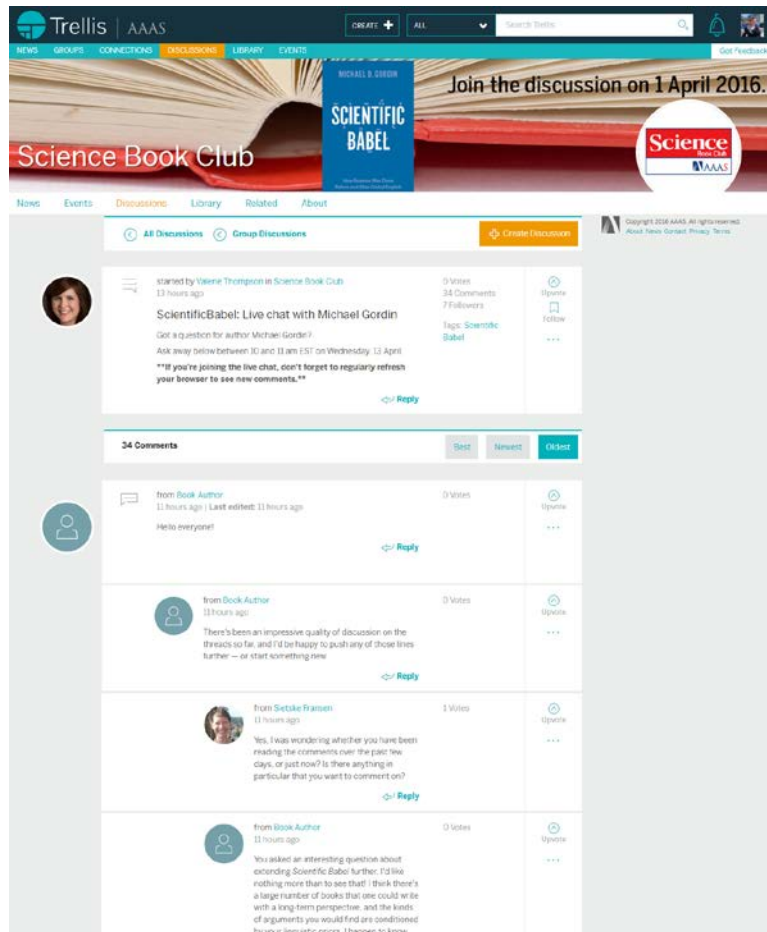 Trellis | AAAS
CREATE
ALL
Search Trellis
NEWS GROUPS CONNECTIONS DISCUSSIONS LIBRARY EVENTS
Got Feedback
MICHAEL D. GORDIN
SCIENTIFIC
BABEL
Join the discussion on 1 April 2016.
Science Book Club
Science
Book Club
AAAS
News Events Discussions Library Related About
All Discussions Group Discussions
Create Discussion
Copyright 2016 AAAS. All rights reserved.
About News Contact Privacy Terms
started by Valerie Thompson in Science Book Club
13 hours ago
ScientificBabel: Live chat with Michael Gordin
Got a question for author Michael Gordin?
Ask away below between 10 and 11 am EST on Wednesday, 13 April
**If you're joining the live chat, don't forget to regularly refresh
your browser to see new comments.**
Reply
0 Votes
34 Comments
7 Followers
Tags: Scientific
Babel
Upvote
Follow
34 Comments
Best Newest Oldest
from Book Author
11 hours ago | Last edited: 11 hours ago
Hello everyone!
Reply
0 Votes
Upvote
from Book Author
11 hours ago
There's been an impressive quality of discussion on the
threads so far, and I'd be happy to push any of those lines
further — or start something new
Reply
0 Votes
Upvote
from Sietske Fransen
11 hours ago
Yes, I was wondering whether you have been
reading the comments over the past few
days, or just now? Is there anything in
particular that you want to comment on?
Reply
1 Votes
Upvote
from Book Author
11 hours ago
You asked an interesting question about
extending Scientific Babel further. I'd like
nothing more than to see that! I think there's
a large number of books that one could write
with a long-term perspective, and the kinds
of arguments you would find are conditioned
by your linguistic priors. I happen to know
0 Votes
Upvote